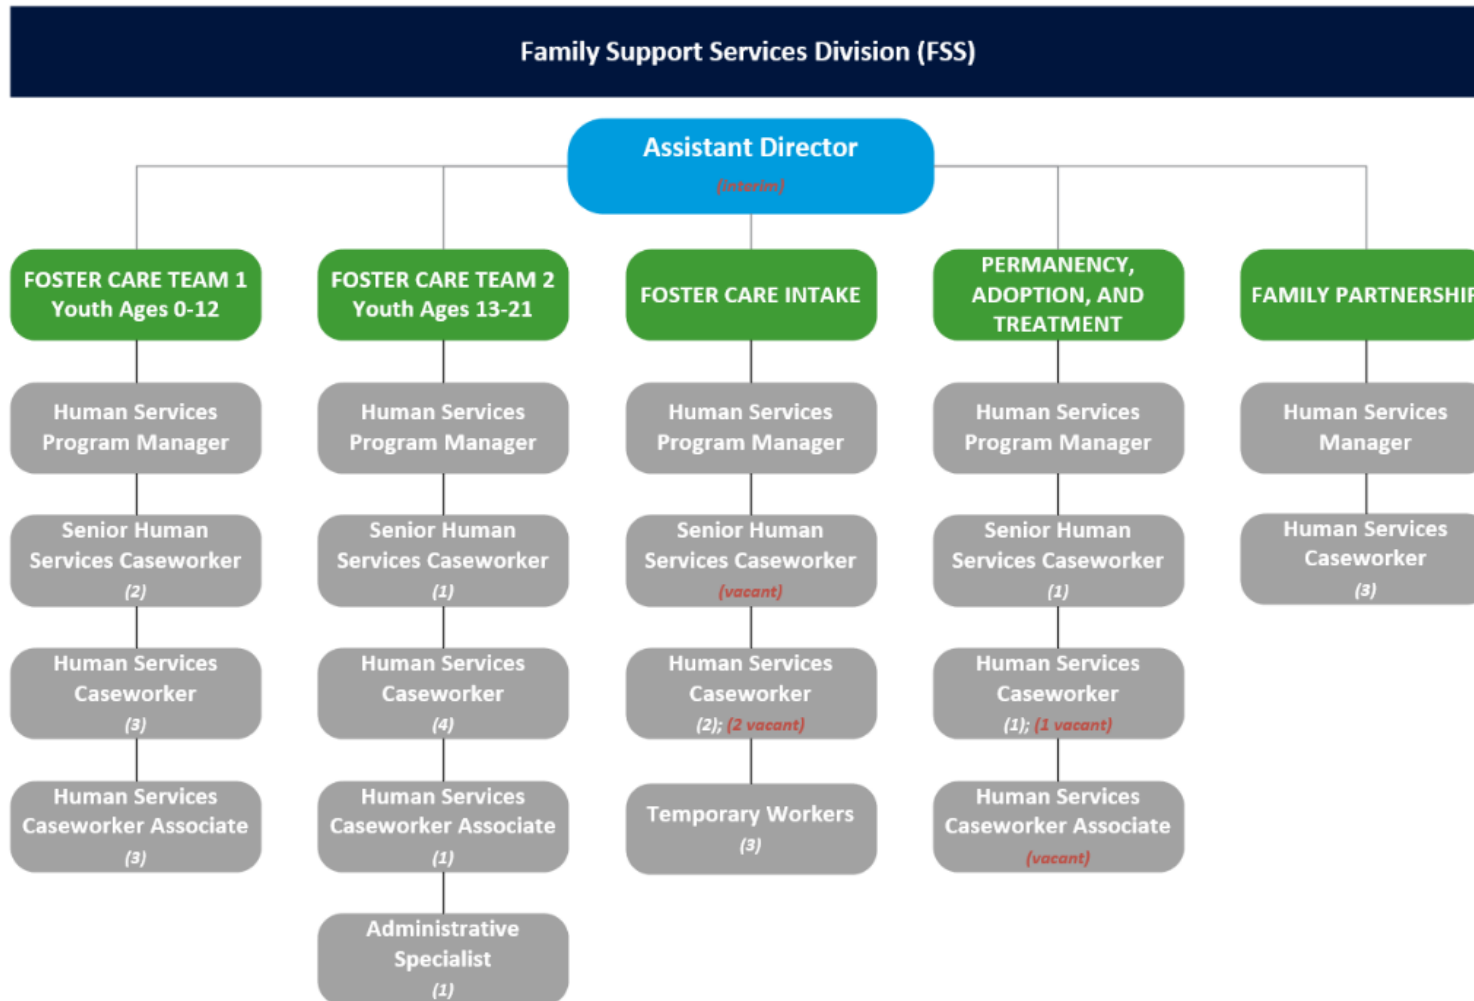 Family Support Services Division (FSS)
Assistant Director
(interim)
FOSTER CARE TEAM 1
Youth Ages 0-12
Human Services
Program Manager
Senior Human
Services Caseworker
(2)
Human Services
Caseworker
(3)
Human Services
Caseworker Associate
(3)
FOSTER CARE TEAM 2
Youth Ages 13-21
Human Services
Program Manager
Senior Human
Services Caseworker
(1)
Human Services
Caseworker
(4)
Human Services
Caseworker Associate
(1)
Administrative
Specialist
(1)
FOSTER CARE INTAKE
Human Services
Program Manager
Senior Human
Services Caseworker
(vacant)
Human Services
Caseworker
(2); (2 vacant)
Temporary Workers
(3)
PERMANENCY,
ADOPTION, AND
TREATMENT
Human Services
Program Manager
Senior Human
Services Caseworker
(1)
Human Services
Caseworker
(1); (1 vacant)
Human Services
Caseworker Associate
(vacant)
FAMILY PARTNERSHIP
Human Services
Manager
Human Services
Caseworker
(3)